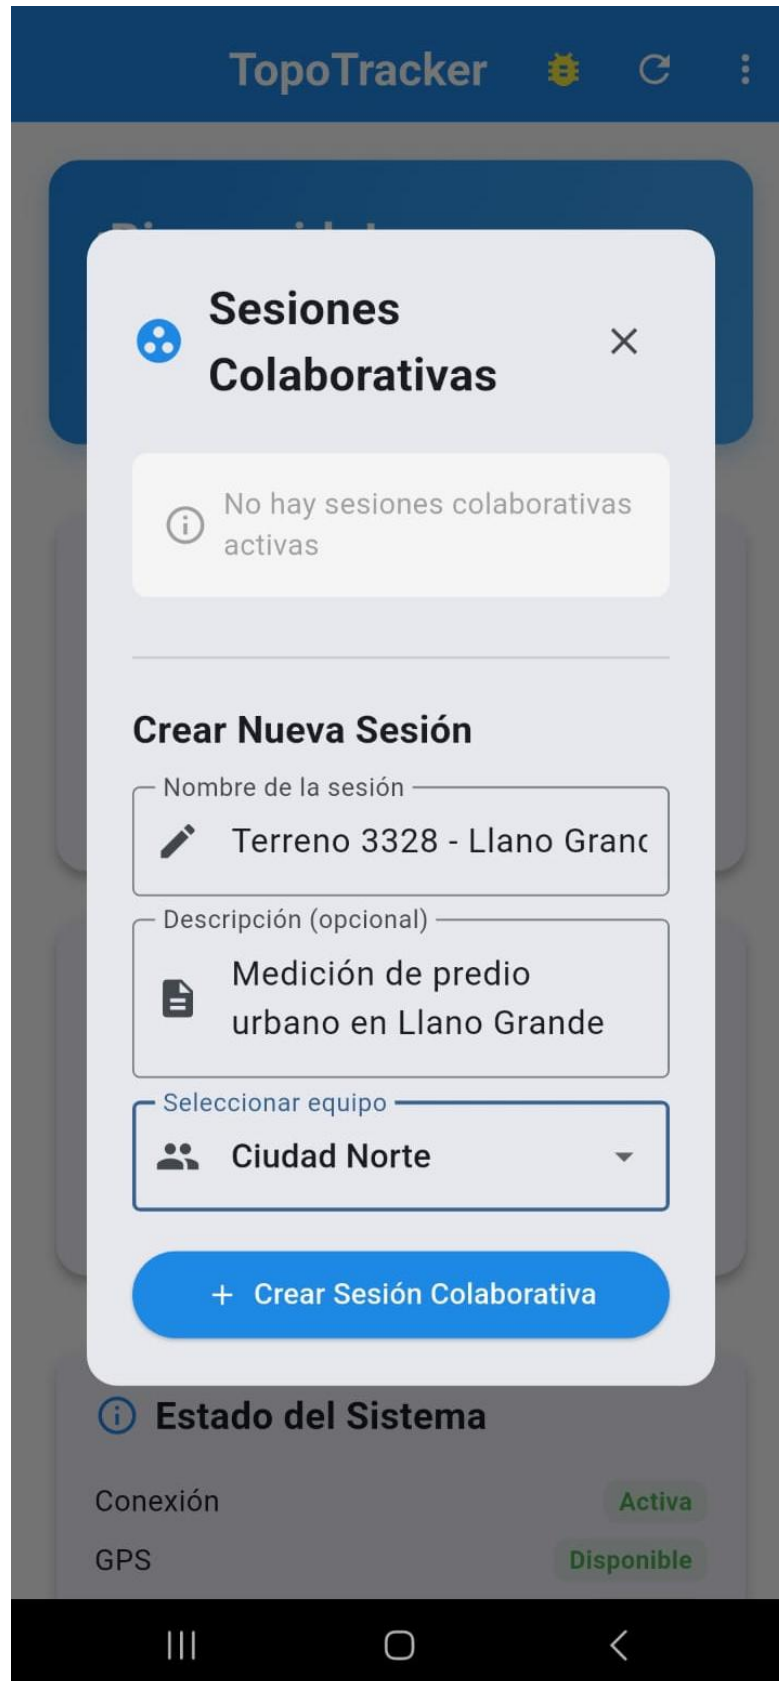 TopoTracker
Sesiones
Colaborativas
No hay sesiones colaborativas
activas
Crear Nueva Sesión
Nombre de la sesión
Terreno 3328 - Llano Granc
Descripción (opcional)
Medición de predio
urbano en Llano Grande
Seleccionar equipo
Ciudad Norte
+ Crear Sesión Colaborativa
Estado del Sistema
Conexión Activa
GPS Disponible